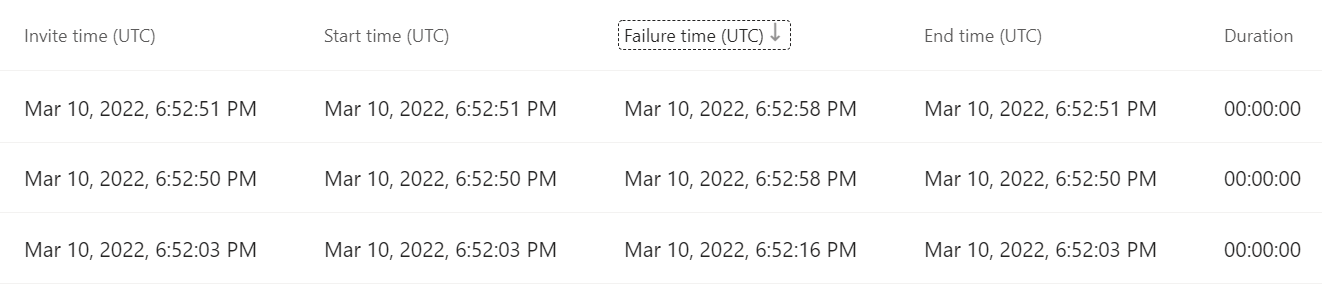 Invite time (UTC) Start time (UTC) Failure time (UTC) ↓ End time (UTC) Duration
Mar 10, 2022, 6:52:51 PM Mar 10, 2022, 6:52:51 PM Mar 10, 2022, 6:52:58 PM Mar 10, 2022, 6:52:51 PM 00:00:00
Mar 10, 2022, 6:52:50 PM Mar 10, 2022, 6:52:50 PM Mar 10, 2022, 6:52:58 PM Mar 10, 2022, 6:52:50 PM 00:00:00
Mar 10, 2022, 6:52:03 PM Mar 10, 2022, 6:52:03 PM Mar 10, 2022, 6:52:16 PM Mar 10, 2022, 6:52:03 PM 00:00:00